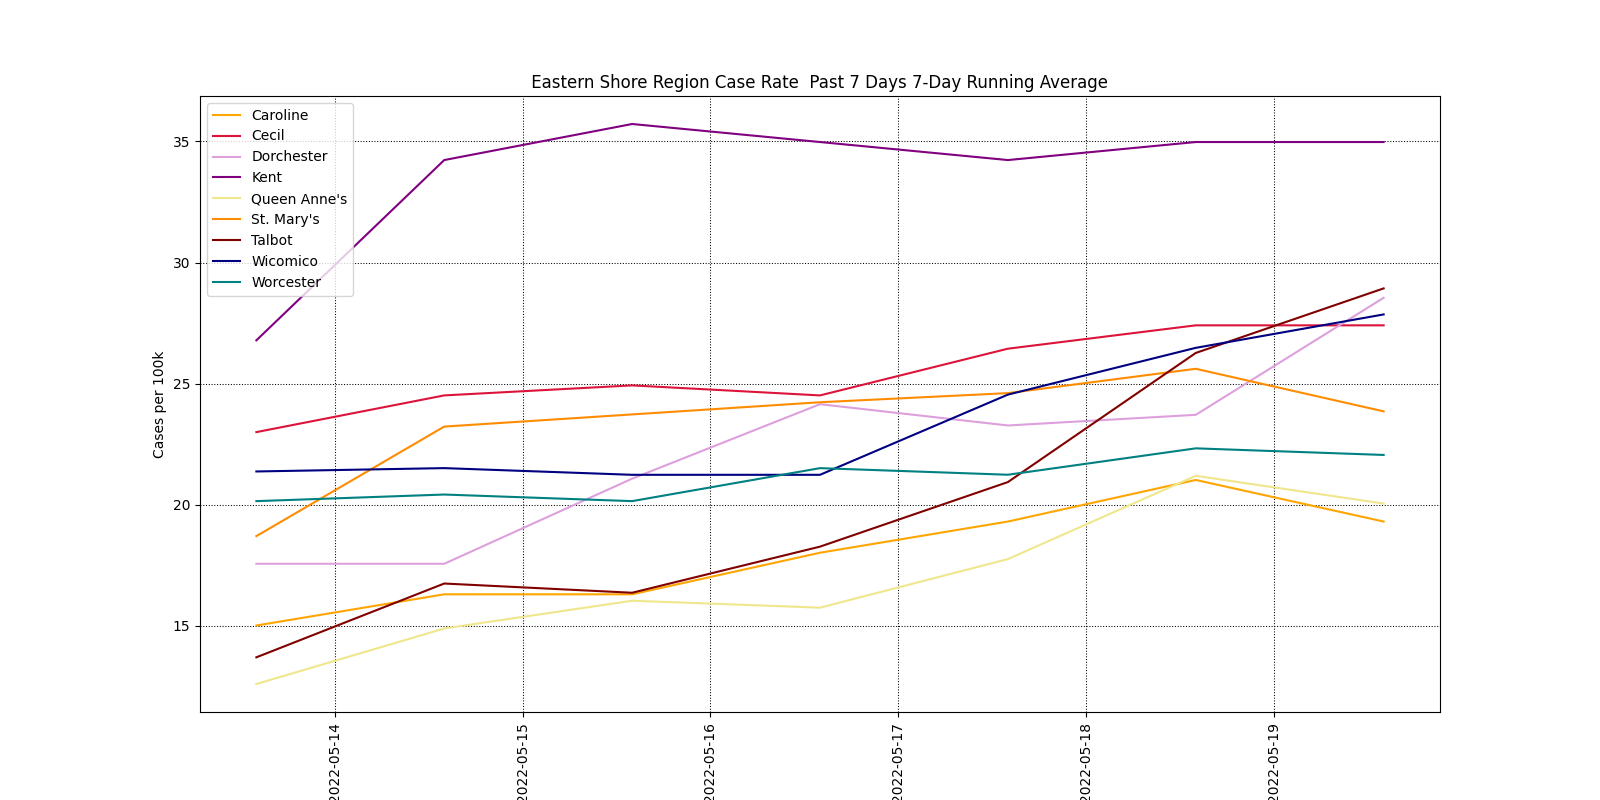 Eastern Shore Region Case Rate  Past 7 Days 7-Day Running Average
Caroline
Cecil
Dorchester
Kent
Queen Anne's
St. Mary's
Talbot
Wicomico
Worcester
Cases per 100k
35
30
25
20
15
2022-05-14
2022-05-15
2022-05-16
2022-05-17
2022-05-18
2022-05-19